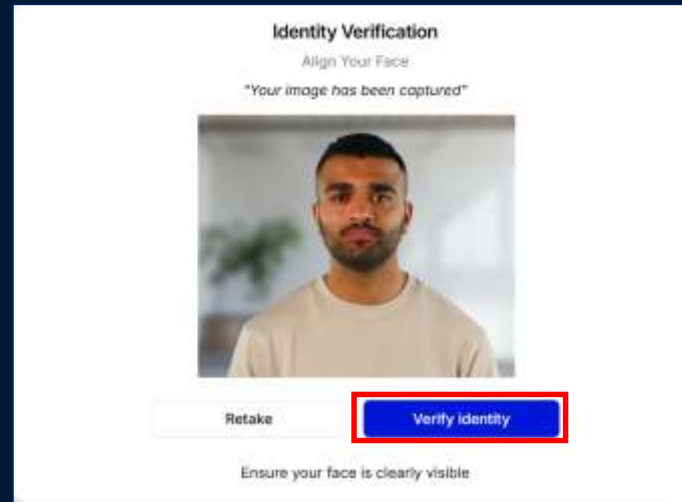 Identity Verification
Align Your Face
"Your image has been captured"
Retake
Verify identity
Ensure your face is clearly visible